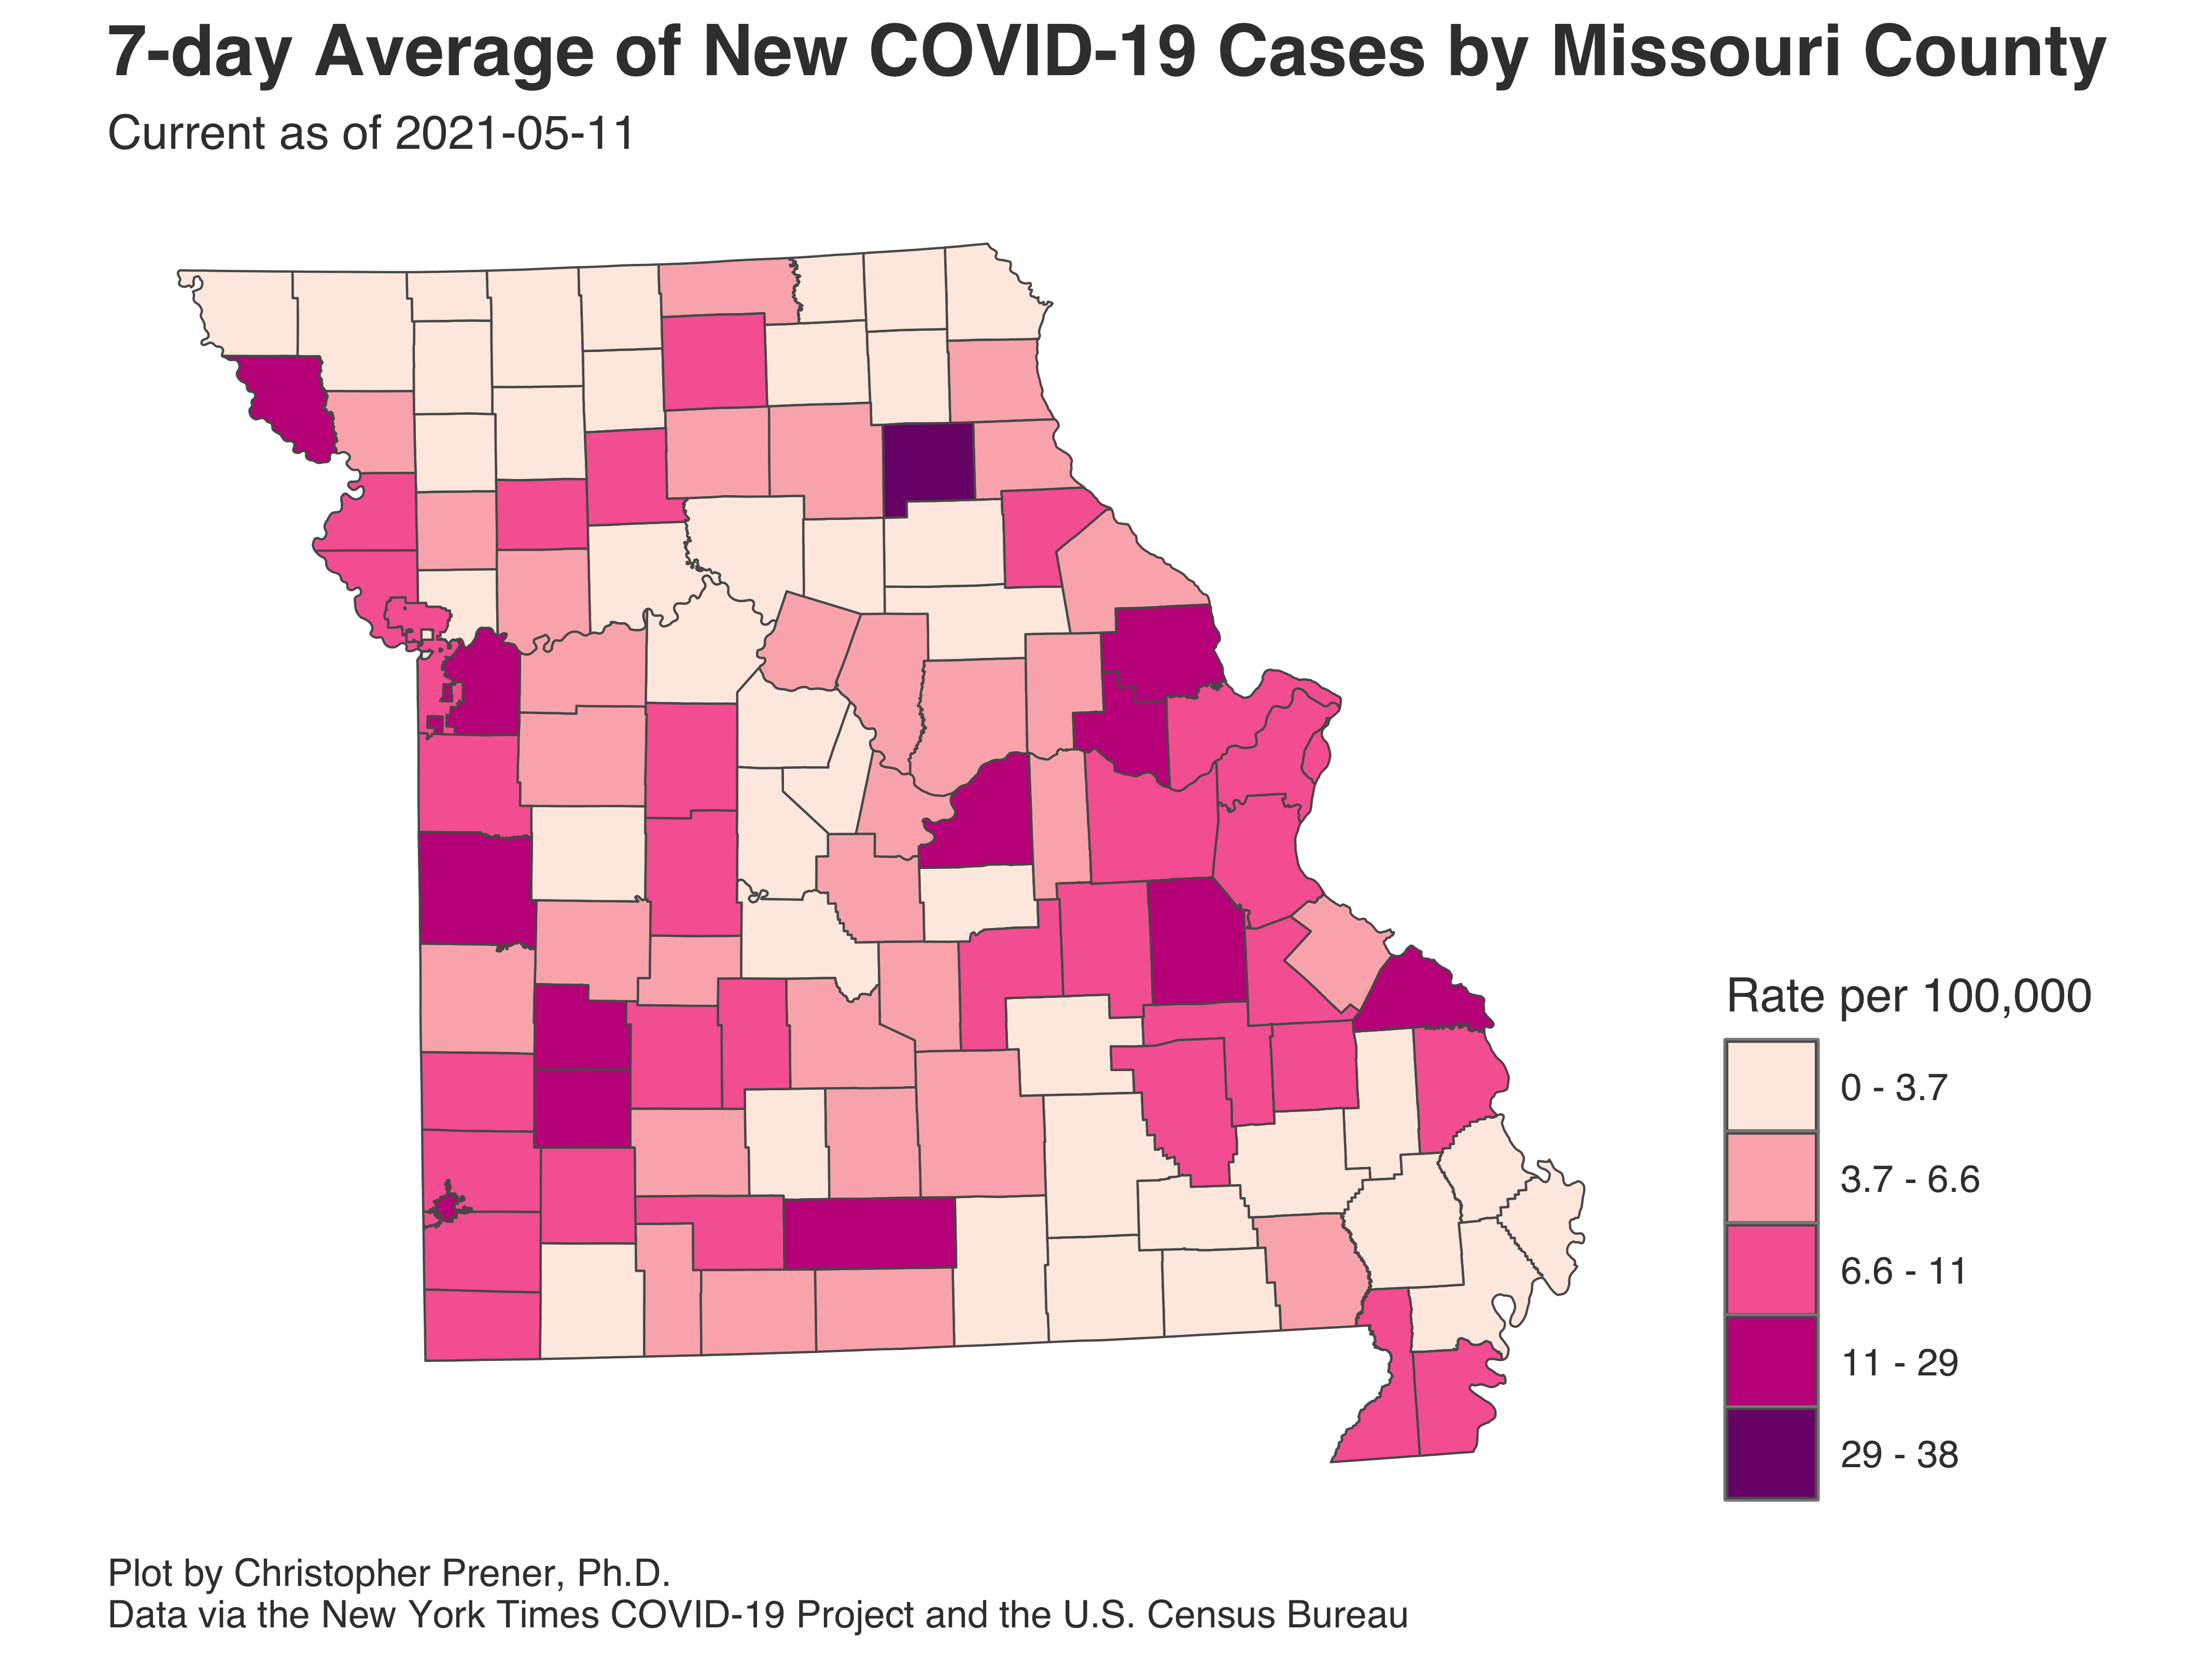 7-day Average of New COVID-19 Cases by Missouri County
Current as of 2021-05-11
Rate per 100,000
0 - 3.7
3.7 - 6.6
6.6 - 11
11 - 29
29 - 38
Plot by Christopher Prener, Ph.D.
Data via the New York Times COVID-19 Project and the U.S. Census Bureau